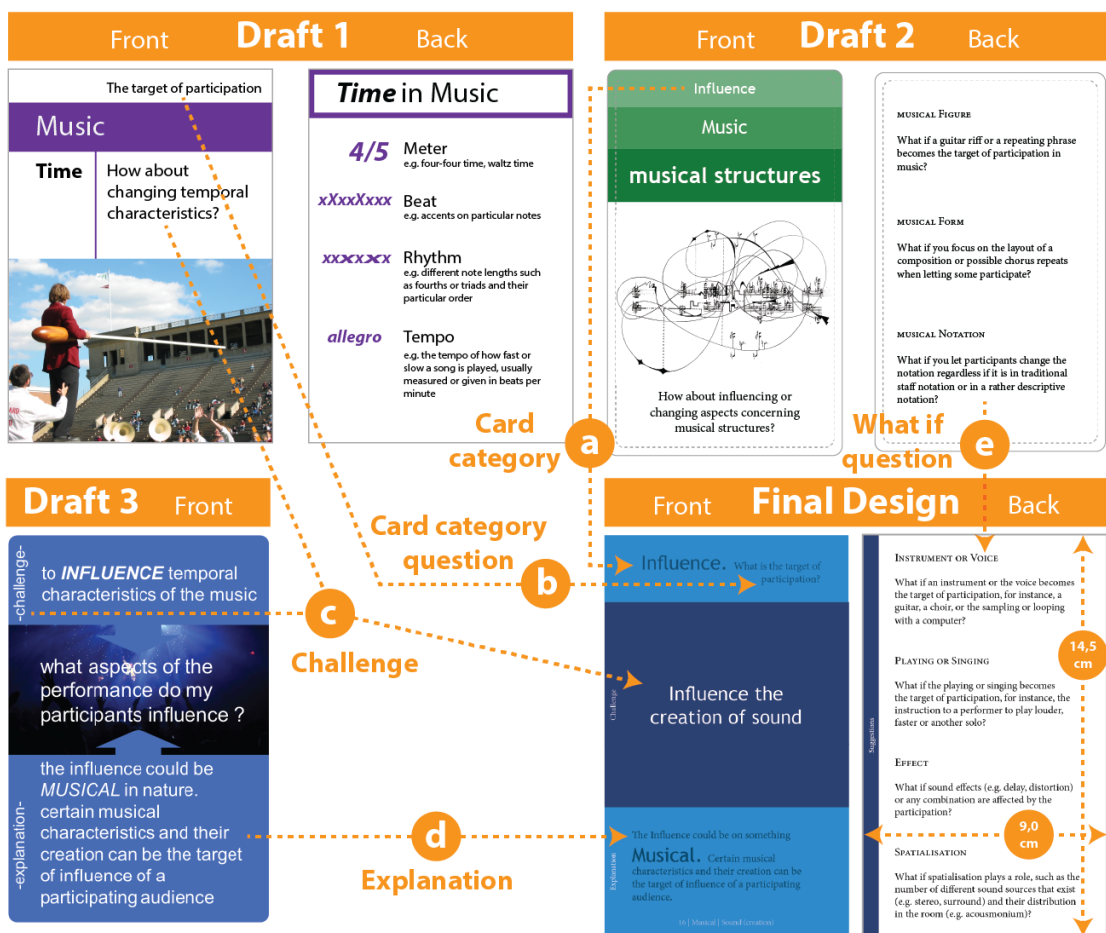 Front Draft 1 Back
The target of participation
Music
Time
How about
changing temporal
characteristics?
Time in Music
4/5 Meter
e.g. four-four time, waltz time
xXxxXxxx Beat
e.g. accents on particular notes
xxxxxx Rhythm
e.g. different note lengths such
as fourths or triads and their
particular order
allegro Tempo
e.g. the tempo of how fast or
slow a song is played, usually
measured or given in beats per
minute
Front Draft 2 Back
Influence
Music
musical structures
How about influencing or
changing aspects concerning
musical structures?
MUSICAL FIGURE
What if a guitar riff or a repeating phrase
becomes the target of participation in
music?
MUSICAL FORM
What if you focus on the layout of a
composition or possible chorus repeats
when letting some participate?
MUSICAL NOTATION
What if you let participants change the
notation regardless if it is in traditional
staff notation or in a rather descriptive
notation?
Card
category
a
What if
question
e
Card category
question
b
c
Challenge
d
Explanation
Draft 3 Front
-challenge-
to INFLUENCE temporal
characteristics of the music
what aspects of the
performance do my
participants influence ?
-explanation-
the influence could be
MUSICAL in nature.
certain musical
characteristics and their
creation can be the target
of influence of a
participating audience
Front Final Design Back
Influence. What is the target of
participation?
Challenge
Influence the
creation of sound
Explanation
The Influence could be on something
Musical. Certain musical
characteristics and their creation can be
the target of influence of a participating
audience.
16 | Musical | Sound (creation)
Suggestions
INSTRUMENT OR VOICE
What if an instrument or the voice becomes
the target of participation, for instance, a
guitar, a choir, or the sampling or looping
with a computer?
PLAYING OR SINGING
What if the playing or singing becomes
the target of participation, for instance, the
instruction to a performer to play louder,
faster or another solo?
EFFECT
What if sound effects (e.g. delay, distortion)
or any combination are affected by the
participation?
SPATIALISATION
What if spatialisation plays a role, such as the
number of different sound sources that exist
(e.g. stereo, surround) and their distribution
in the room (e.g. acousmonium)?
14,5
cm
9,0
cm